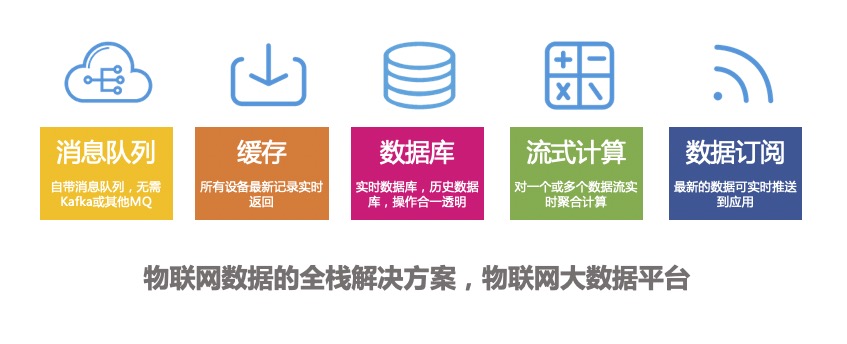 消息队列
自带消息队列，无需
Kafka或其他MQ
缓存
所有设备最新记录实时
返回
数据库
实时数据库，历史数据
库，操作合一透明
流式计算
对一个或多个数据流实
时聚合计算
数据订阅
最新的数据可实时推送
到应用
物联网数据的全栈解决方案，物联网大数据平台